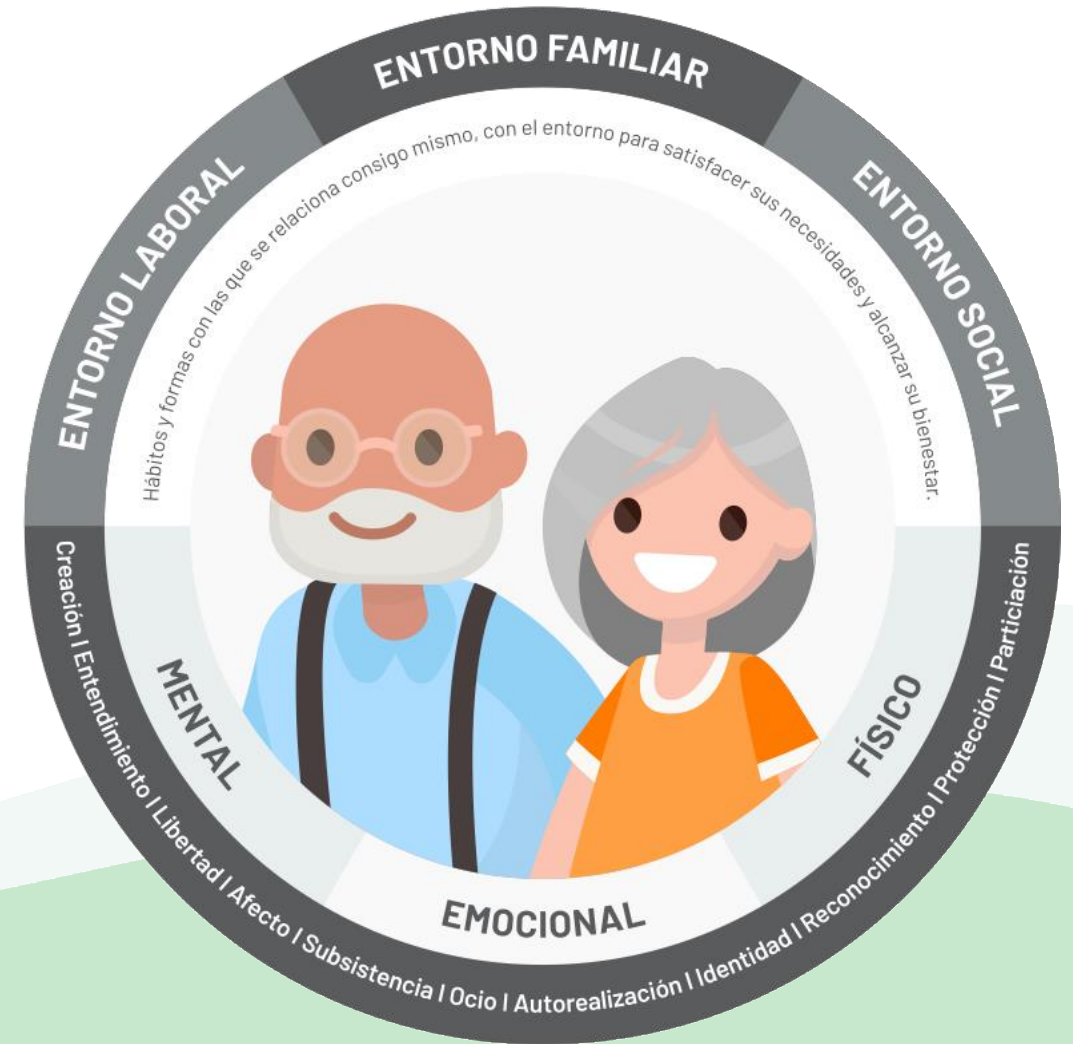 ENTORNO LABORAL
ENTORNO FAMILIAR
ENTORNO SOCIAL
Hábitos y formas con las que se relaciona consigo mismo, con el entorno para satisfacer sus necesidades y alcanzar su bienestar.
MENTAL
EMOCIONAL
FÍSICO
Creación | Entendimiento | Libertad | Afecto | Subsistencia | Ocio | Autorealización | Identidad | Reconocimiento | Protección | Particiación